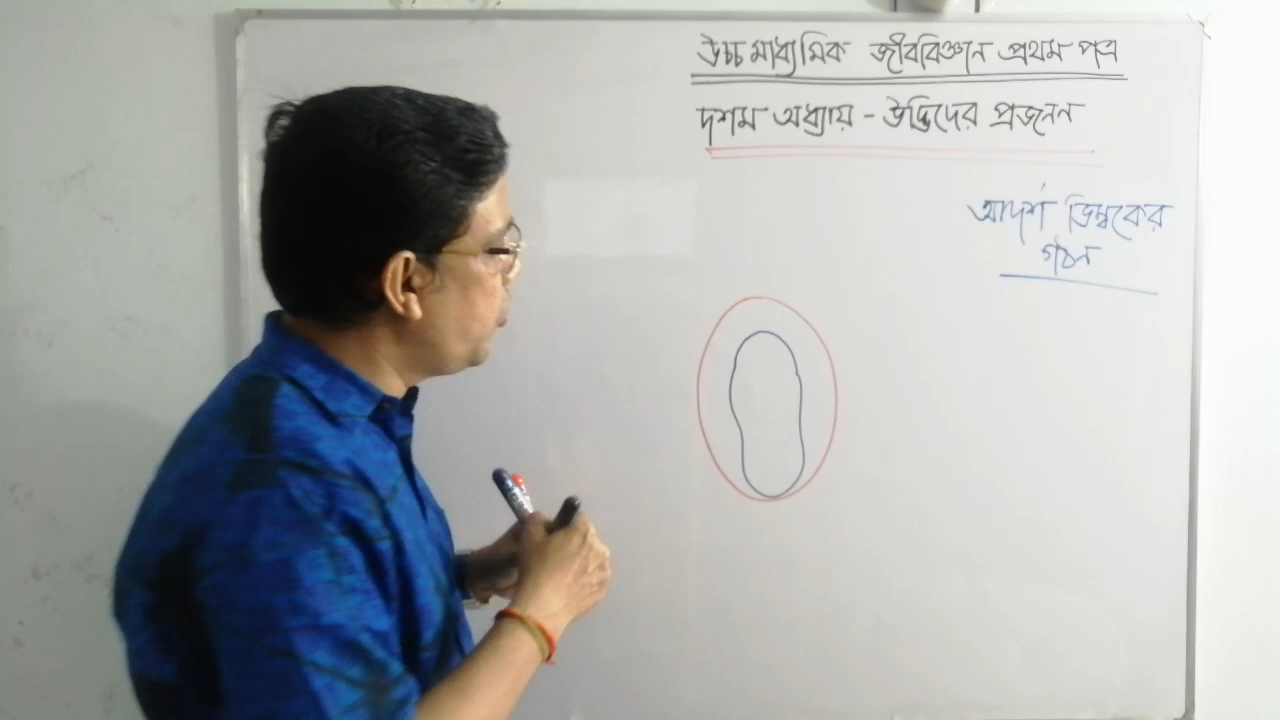 উচ্চ মাধ্যমিক জীববিজ্ঞান প্রথম পত্র
দশম অধ্যায় - উদ্ভিদের প্রজনন
আদর্শ ডিম্বকের
গঠন